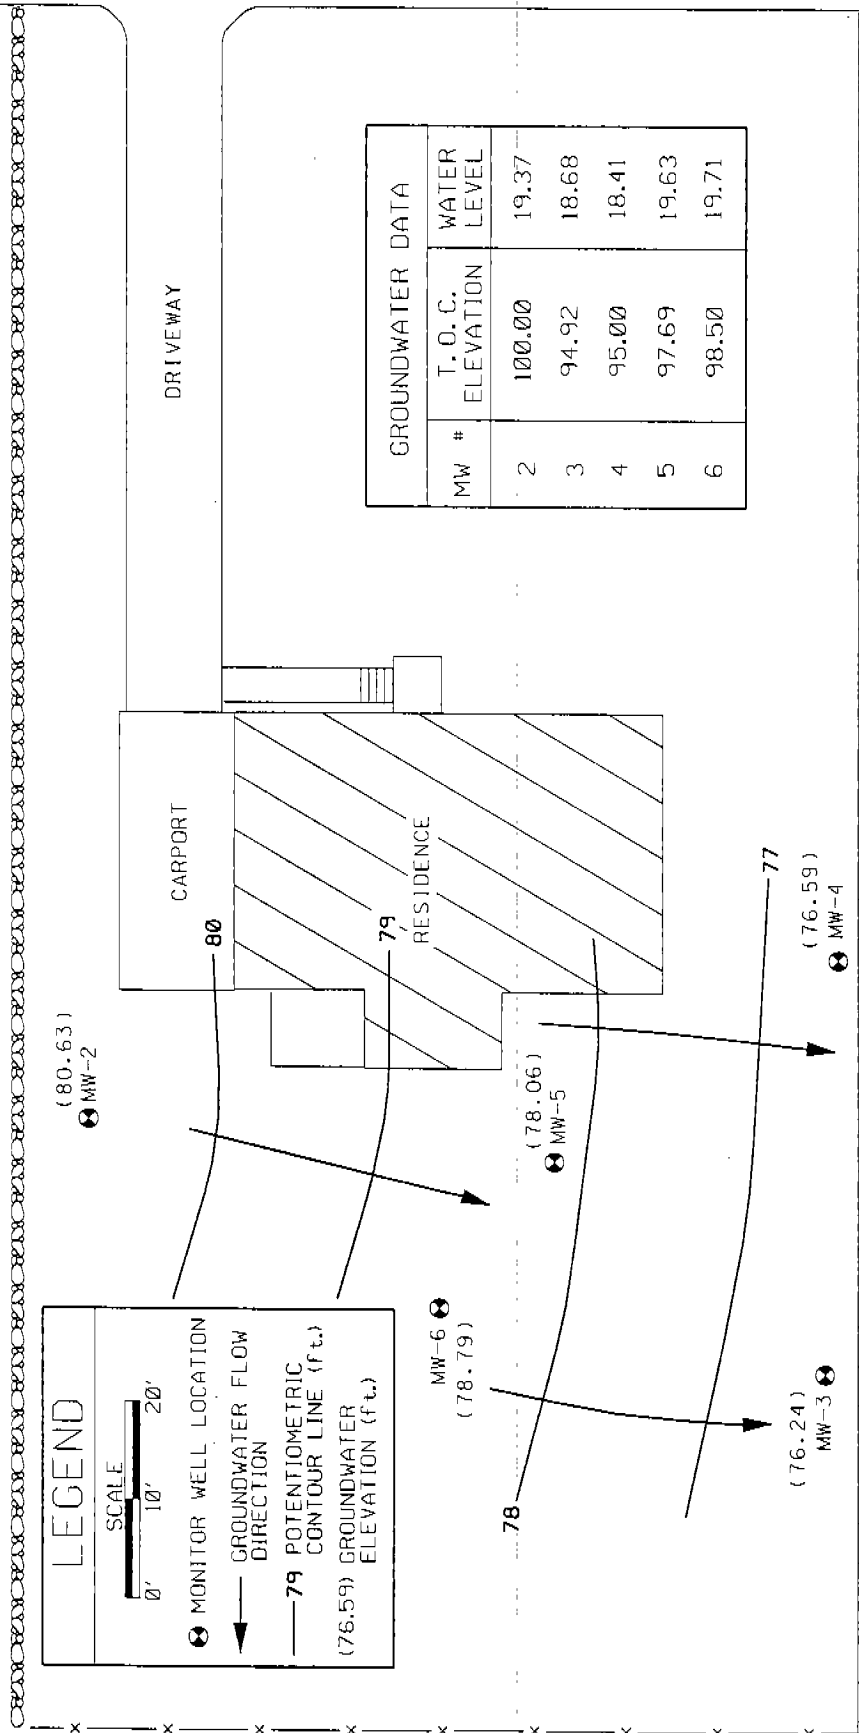 LEGEND
SCALE
0' 10' 20'
MONITOR WELL LOCATION
GROUNDWATER FLOW
DIRECTION
79 POTENTIOMETRIC
CONTOUR LINE (ft.)
(76.59) GROUNDWATER
ELEVATION (ft.)
(80.63)
MW-2
CARPORT
DRIVEWAY
80
79
RESIDENCE
MW-6
(78.79)
(78.06)
MW-5
78
77
(76.24)
MW-3
(76.59)
MW-4
GROUNDWATER DATA
MW # T.O.C. ELEVATION WATER LEVEL
2 100.00 19.37
3 94.92 18.68
4 95.00 18.41
5 97.69 19.63
6 98.50 19.71